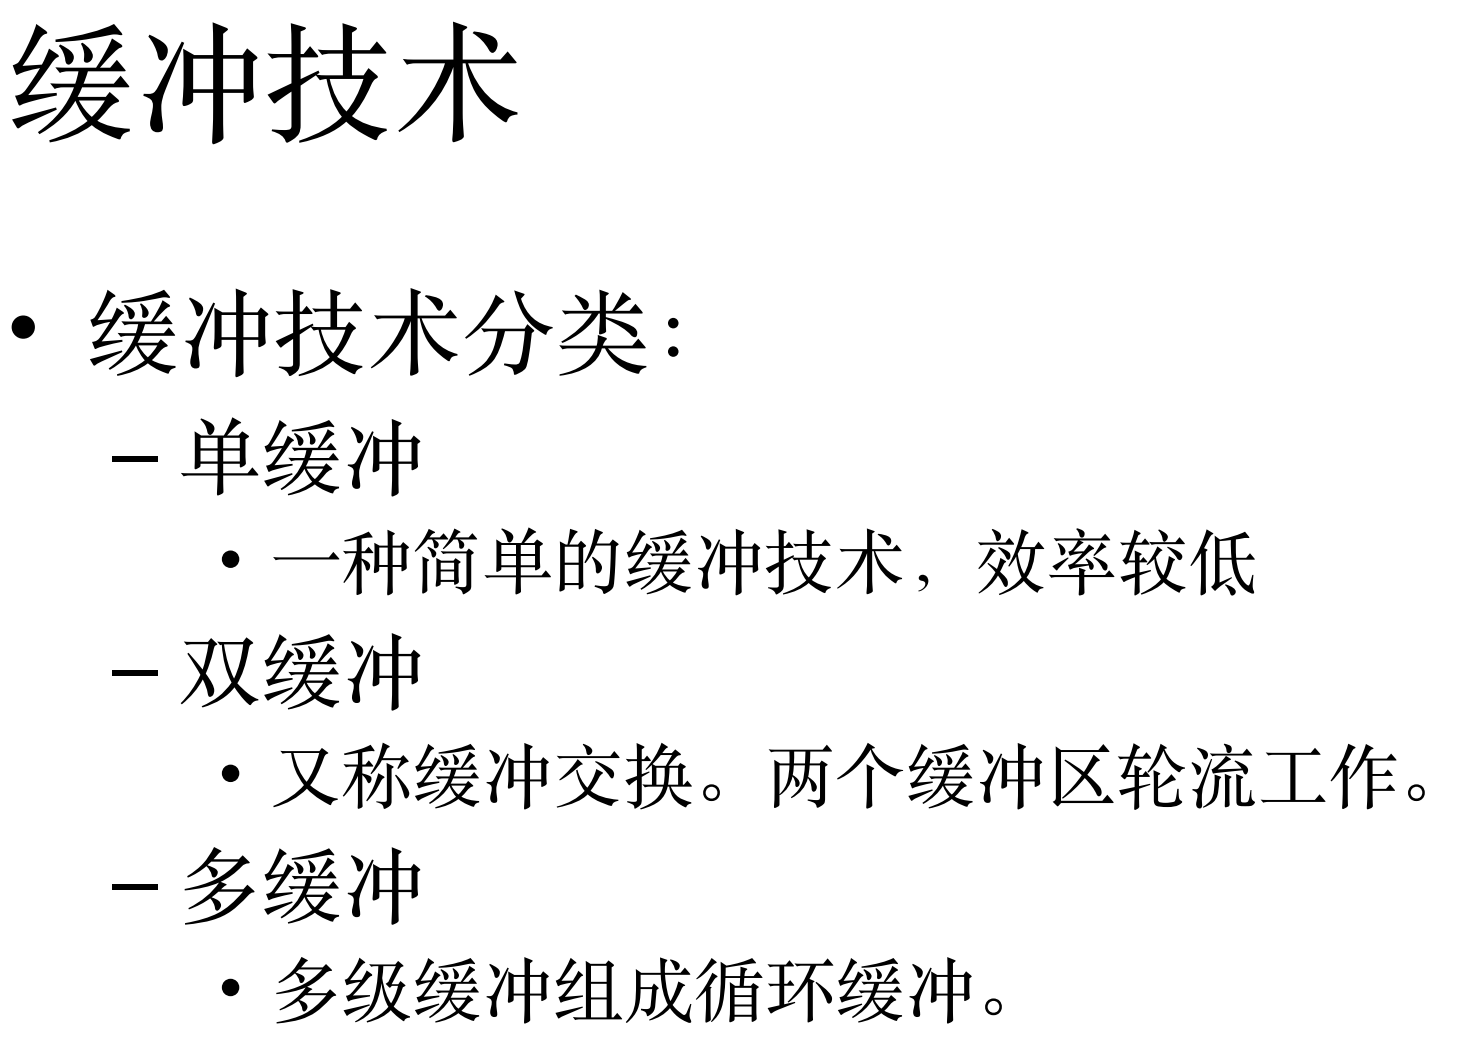 缓冲技术
• 缓冲技术分类：
– 单缓冲
• 一种简单的缓冲技术，效率较低
– 双缓冲
• 又称缓冲交换。两个缓冲区轮流工作。
– 多缓冲
• 多级缓冲组成循环缓冲。